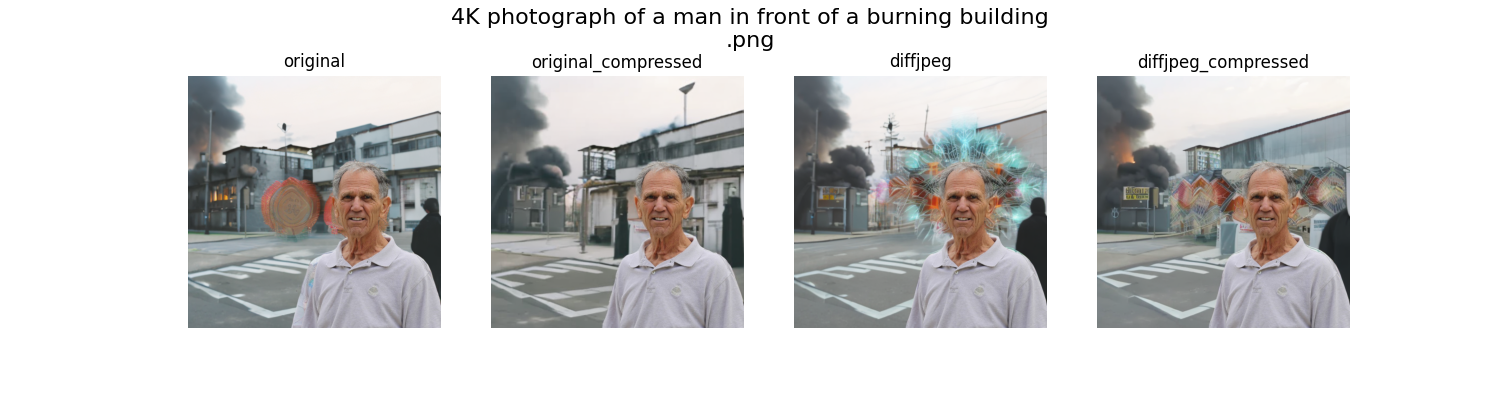 4K photograph of a man in front of a burning building
.png
original
original_compressed
diffjpeg
diffjpeg_compressed